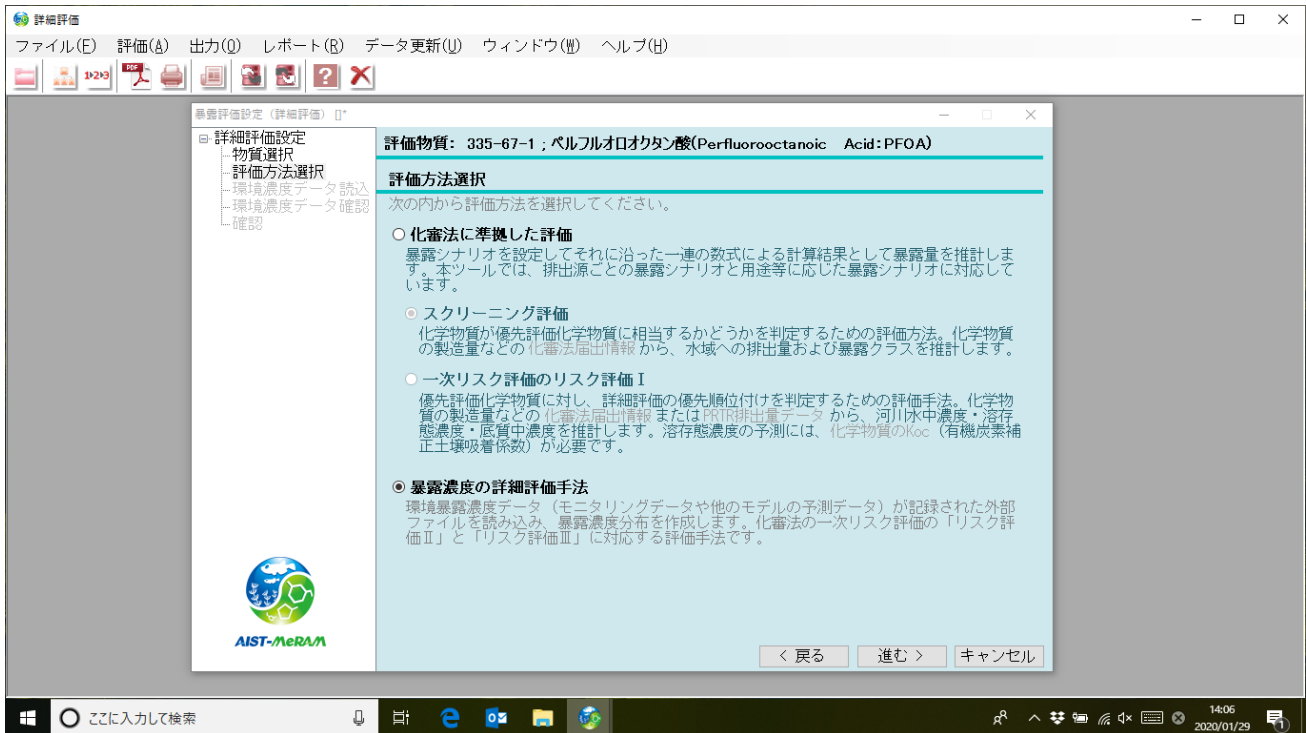 詳細評価
ファイル(F) 評価(A) 出力(O) レポート(R) データ更新(U) ウィンドウ(W) ヘルプ(H)
1›2›3 PDF
暴露評価設定（詳細評価） []*
詳細評価設定
物質選択
評価方法選択
環境濃度データ読込
環境濃度データ確認
確認
評価物質: 335-67-1 ; ペルフルオロオクタン酸(Perfluorooctanoic Acid:PFOA)
評価方法選択
次の内から評価方法を選択してください。
化審法に準拠した評価
暴露シナリオを設定してそれに沿った一連の数式による計算結果として暴露量を推計しま
す。本ツールでは、排出源ごとの暴露シナリオと用途等に応じた暴露シナリオに対応して
います。
スクリーニング評価
化学物質が優先評価化学物質に相当するかどうかを判定するための評価方法。化学物質
の製造量などの 化審法届出情報 から、水域への排出量および暴露クラスを推計します。
一次リスク評価のリスク評価Ⅰ
優先評価化学物質に対し、詳細評価の優先順位付けを判定するための評価手法。化学物
質の製造量などの 化審法届出情報 または PRTR排出量データ から、河川水中濃度・溶存
態濃度・底質中濃度を推計します。溶存態濃度の予測には、化学物質のKoc（有機炭素補
正土壌吸着係数）が必要です。
暴露濃度の詳細評価手法
環境暴露濃度データ（モニタリングデータや他のモデルの予測データ）が記録された外部
ファイルを読み込み、暴露濃度分布を作成します。化審法の一次リスク評価の「リスク評
価Ⅱ」と「リスク評価Ⅲ」に対応する評価手法です。
AIST-MeRAM
< 戻る 進む > キャンセル
ここに入力して検索
14:06
2020/01/29
1